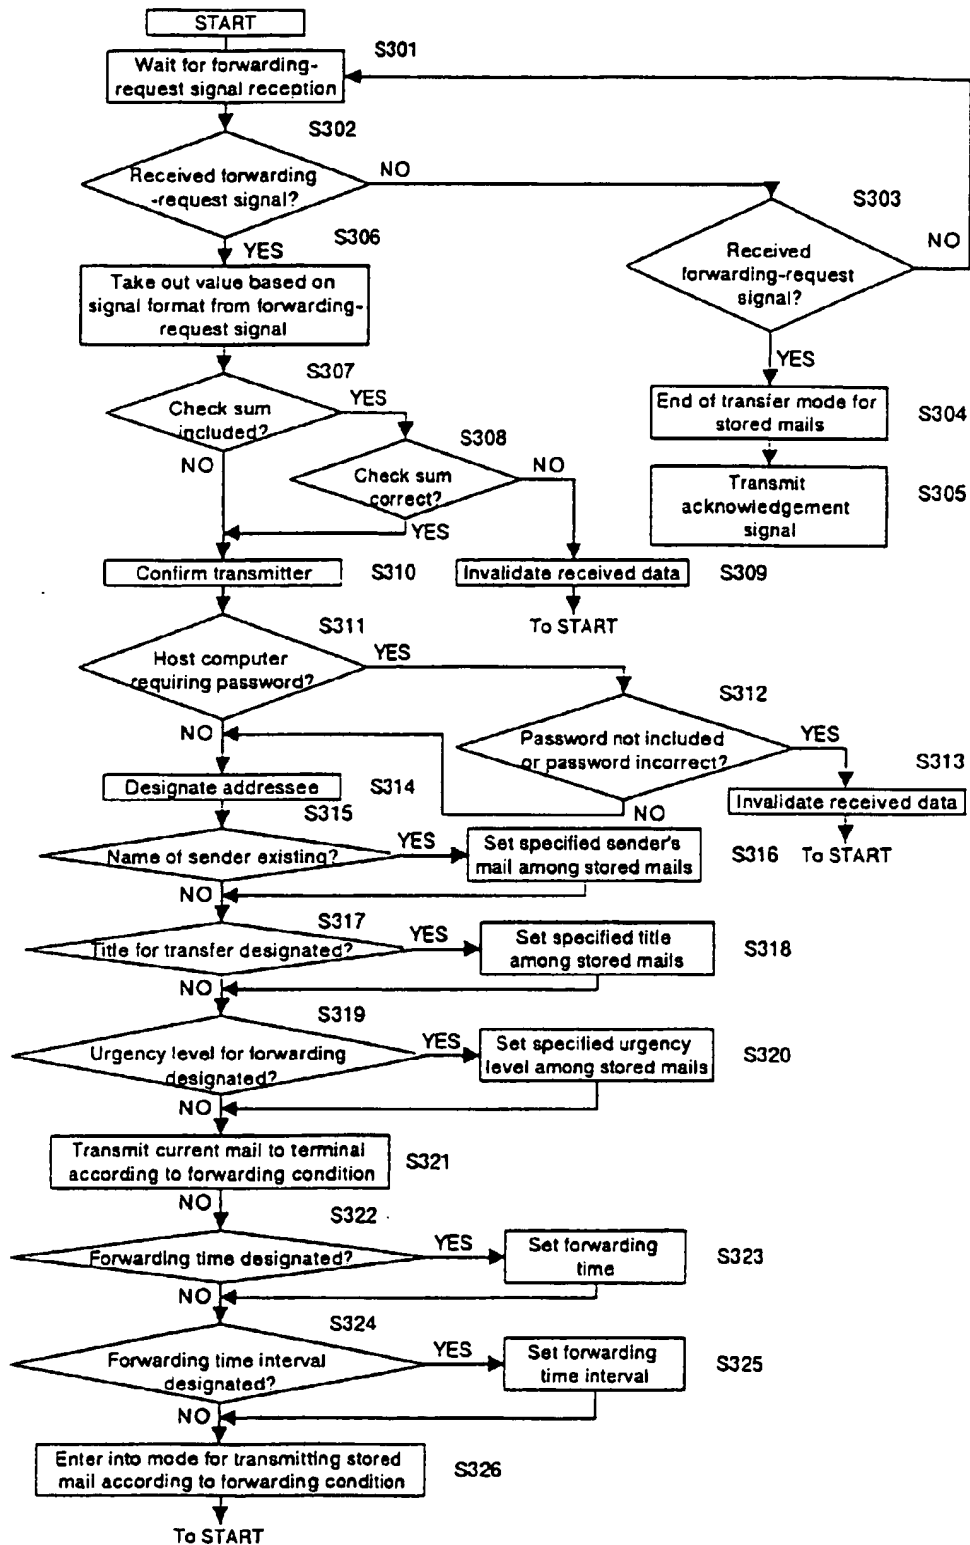 START
S301
Wait for forwarding-
request signal reception
S302
Received forwarding
-request signal?
NO
S303
Received
forwarding-request
signal?
NO
YES
S306
Take out value based on
signal format from forwarding-
request signal
YES
End of transfer mode for
stored mails
S304
Transmit
acknowledgement
signal
S305
S307
Check sum
included?
YES
NO
S308
Check sum
correct?
NO
YES
Confirm transmitter
S310
Invalidate received data
S309
To START
S311
Host computer
requiring password?
YES
NO
S312
Password not included
or password incorrect?
YES
NO
S313
Invalidate received data
To START
Designate addressee
S314
S315
Name of sender existing?
YES
Set specified sender's
mail among stored mails
S316
NO
S317
Title for transfer designated?
YES
Set specified title
among stored mails
S318
NO
S319
Urgency level for forwarding
designated?
YES
Set specified urgency
level among stored mails
S320
NO
Transmit current mail to terminal
according to forwarding condition
S321
NO
S322
Forwarding time designated?
YES
Set forwarding
time
S323
NO
S324
Forwarding time interval
designated?
YES
Set forwarding
time interval
S325
NO
Enter into mode for transmitting stored
mail according to forwarding condition
S326
To START